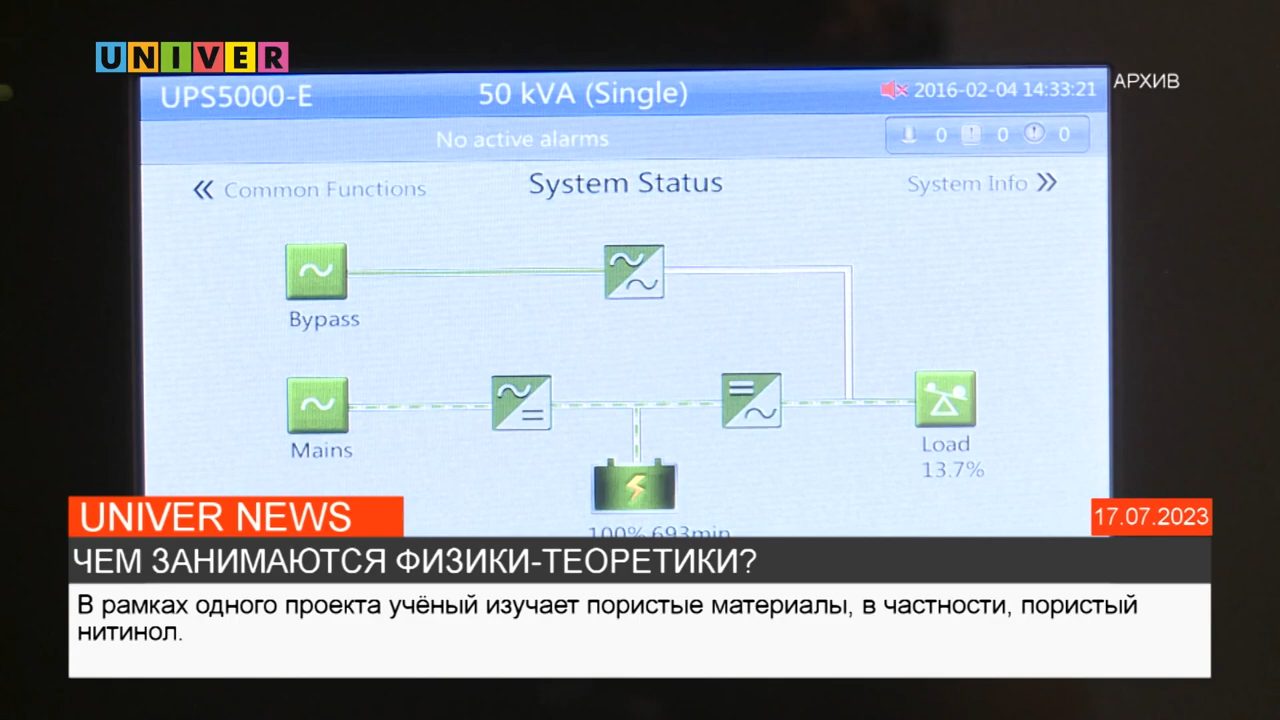 UNIVER
АРХИВ
UPS5000-E
50 kVA (Single)
2016-02-04 14:33:21
No active alarms
0 0 0
Common Functions
System Status
System Info
Bypass
Mains
Load
13.7%
100% 693min
UNIVER NEWS
17.07.2023
ЧЕМ ЗАНИМАЮТСЯ ФИЗИКИ-ТЕОРЕТИКИ?
В рамках одного проекта учёный изучает пористые материалы, в частности, пористый
нитинол.